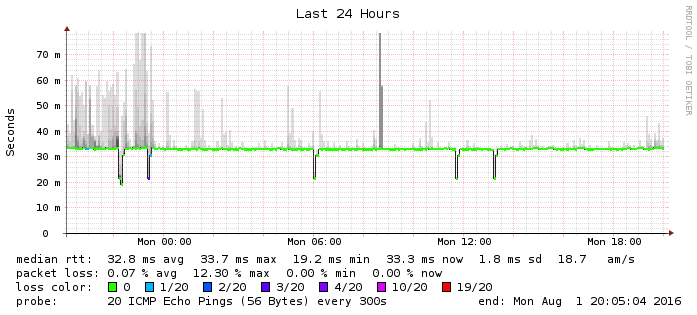 Last 24 Hours
RRDTOOL / TOBI OETIKER
Seconds
70 m
60 m
50 m
40 m
30 m
20 m
10 m
0
Mon 00:00 Mon 06:00 Mon 12:00 Mon 18:00
median rtt: 32.8 ms avg 33.7 ms max 19.2 ms min 33.3 ms now 1.8 ms sd 18.7 am/s
packet loss: 0.07 % avg 12.30 % max 0.00 % min 0.00 % now
loss color: 0 1/20 2/20 3/20 4/20 10/20 19/20
probe: 20 ICMP Echo Pings (56 Bytes) every 300s end: Mon Aug 1 20:05:04 2016